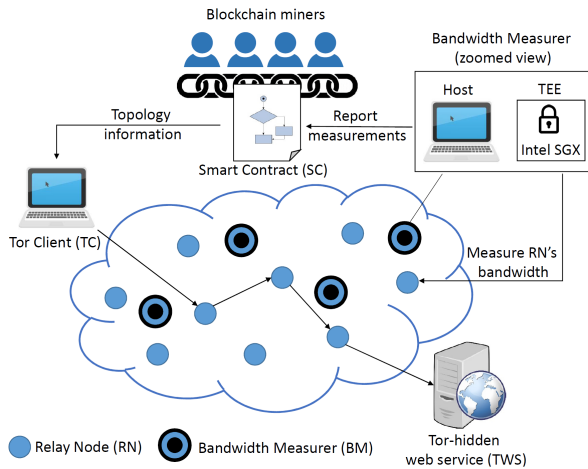 Blockchain miners
Bandwidth Measurer
(zoomed view)
Host
TEE
Intel SGX
Topology
information
Report
measurements
Smart Contract (SC)
Tor Client (TC)
Measure RN's
bandwidth
Relay Node (RN)
Bandwidth Measurer (BM)
Tor-hidden
web service (TWS)